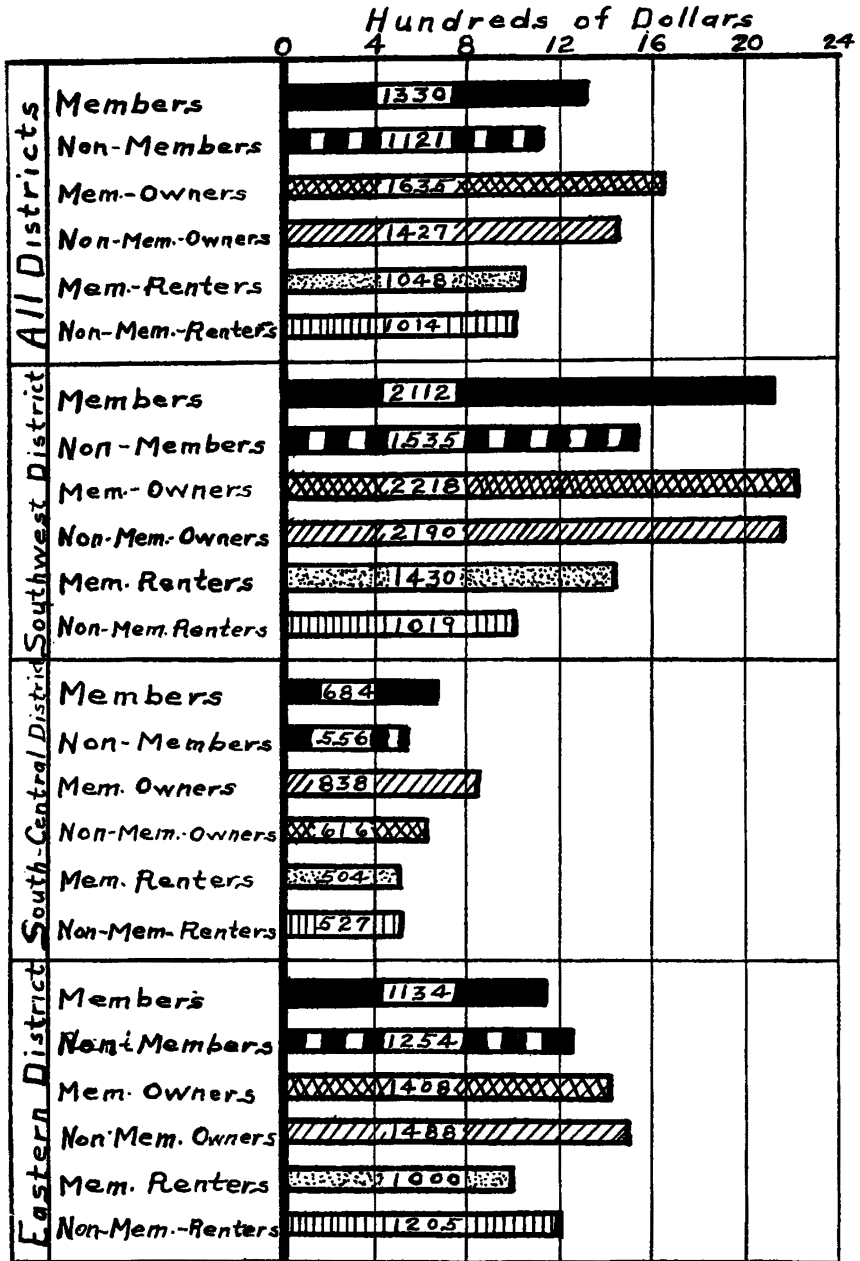 Hundreds of Dollars
0 4 8 12 16 20 24
All Districts
Members 1330
Non-Members 1121
Mem.-Owners 1635
Non-Mem.-Owners 1427
Mem.-Renters 1048
Non-Mem.-Renters 1014
Southwest District
Members 2112
Non-Members 1535
Mem.-Owners 2218
Non-Mem.-Owners 2190
Mem. Renters 1430
Non-Mem. Renters 1019
South-Central District
Members 684
Non-Members 556
Mem. Owners 838
Non-Mem.-Owners 616
Mem. Renters 504
Non-Mem-Renters 527
Eastern District
Members 1134
Members 1254
Mem. Owners 1408
Non-Mem. Owners 1488
Mem. Renters 1000
Non-Mem.-Renters 1205